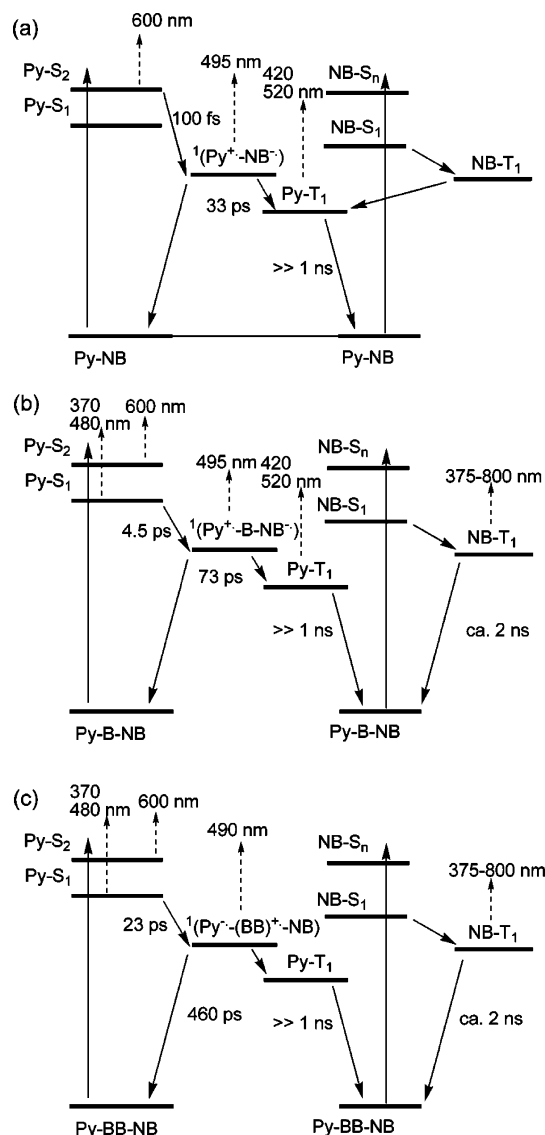 (a)
600 nm
Py-S2
495 nm
420
520 nm
NB-Sn
Py-S1
100 fs
NB-S1
1(Py+·-NB-·)
Py-T1
NB-T1
33 ps
>> 1 ns
Py-NB
Py-NB
(b)
370
480 nm
600 nm
Py-S2
495 nm
420
520 nm
NB-Sn
375-800 nm
Py-S1
NB-S1
4.5 ps
1(Py+·-B-NB-·)
NB-T1
73 ps
Py-T1
>> 1 ns
ca. 2 ns
Py-B-NB
Py-B-NB
(c)
370
480 nm
600 nm
490 nm
Py-S2
NB-Sn
375-800 nm
Py-S1
NB-S1
23 ps
1(Py-·-(BB)+·-NB)
NB-T1
Py-T1
460 ps
>> 1 ns
ca. 2 ns
Py-BB-NB
Py-BB-NB